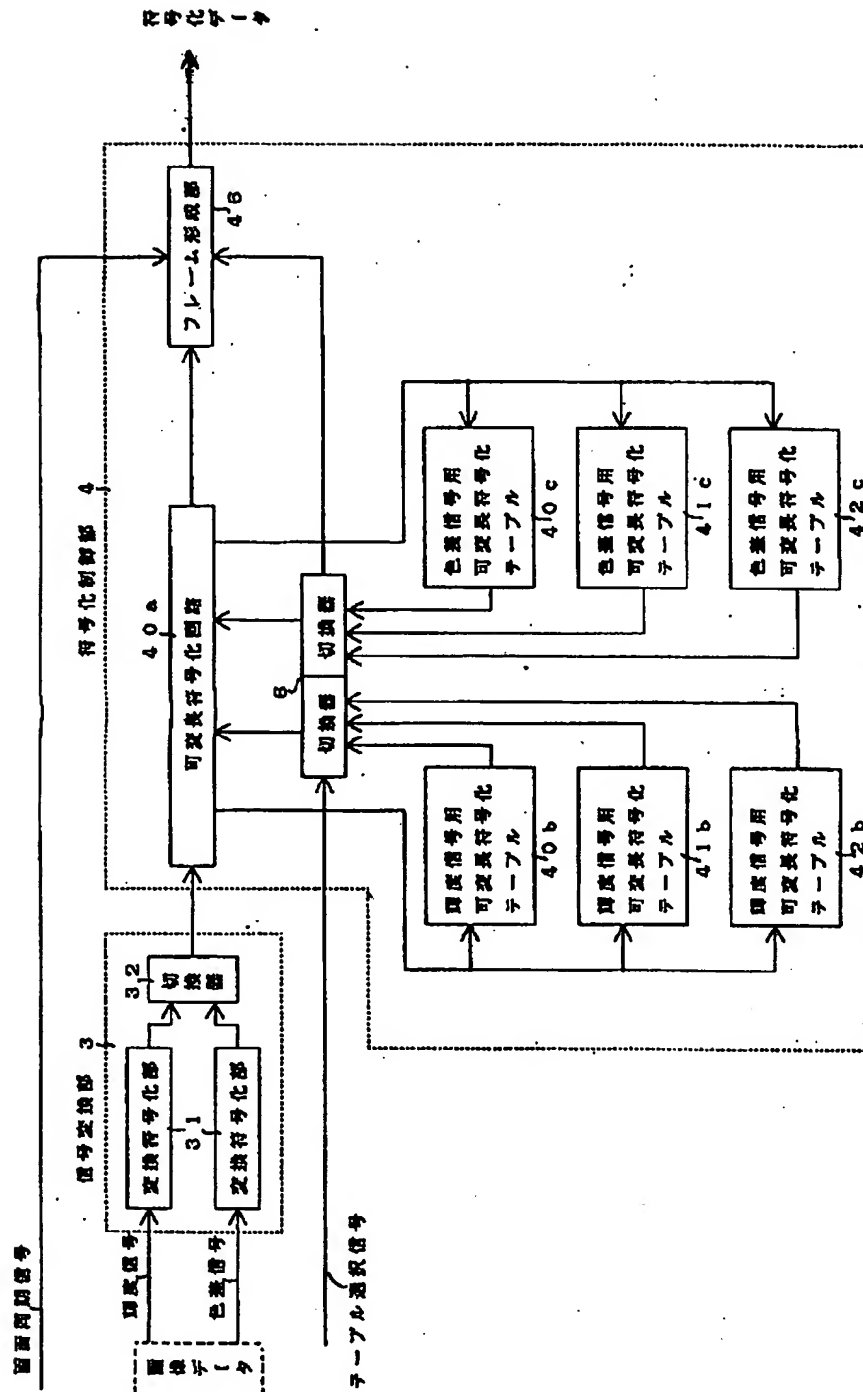 画面同期信号
画像データ
輝度信号
色差信号
テーブル選択信号
信号変換部
3
変換符号化部
31
変換符号化部
切換器
32
符号化制御部
4
40a
可変長符号化回路
フレーム形成部
46
符号化データ
6
切換器
切換器
輝度信号用
可変長符号化
テーブル
40b
輝度信号用
可変長符号化
テーブル
41b
輝度信号用
可変長符号化
テーブル
42b
色差信号用
可変長符号化
テーブル
40c
色差信号用
可変長符号化
テーブル
41c
色差信号用
可変長符号化
テーブル
42c